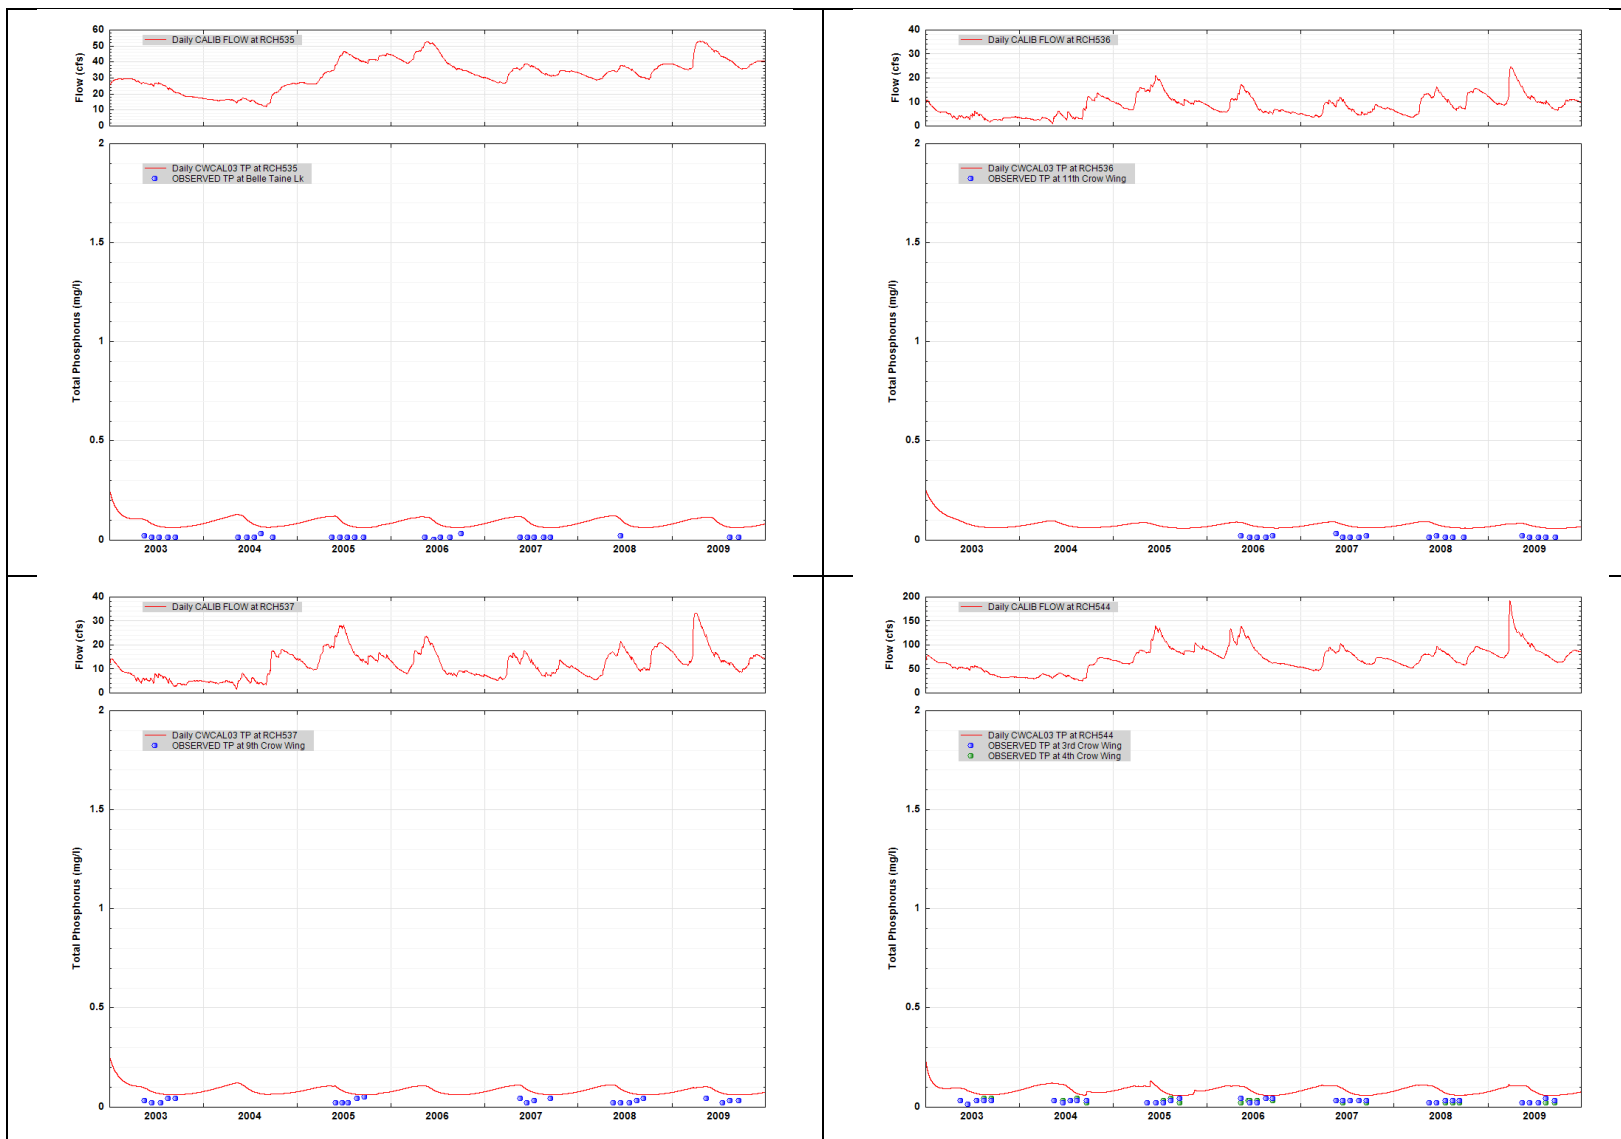 60
50
40
30
20
10
0
Flow (cfs)
Daily CALIB FLOW at RCH535
2
1.5
1
0.5
0
Total Phosphorus (mg/l)
Daily CWCAL03 TP at RCH535
OBSERVED TP at Belle Taine Lk
2003 2004 2005 2006 2007 2008 2009
40
30
20
10
0
Flow (cfs)
Daily CALIB FLOW at RCH536
2
1.5
1
0.5
0
Total Phosphorus (mg/l)
Daily CWCAL03 TP at RCH536
OBSERVED TP at 11th Crow Wing
2003 2004 2005 2006 2007 2008 2009
40
30
20
10
0
Flow (cfs)
Daily CALIB FLOW at RCH537
2
1.5
1
0.5
0
Total Phosphorus (mg/l)
Daily CWCAL03 TP at RCH537
OBSERVED TP at 9th Crow Wing
2003 2004 2005 2006 2007 2008 2009
200
150
100
50
0
Flow (cfs)
Daily CALIB FLOW at RCH544
2
1.5
1
0.5
0
Total Phosphorus (mg/l)
Daily CWCAL03 TP at RCH544
OBSERVED TP at 3rd Crow Wing
OBSERVED TP at 4th Crow Wing
2003 2004 2005 2006 2007 2008 2009